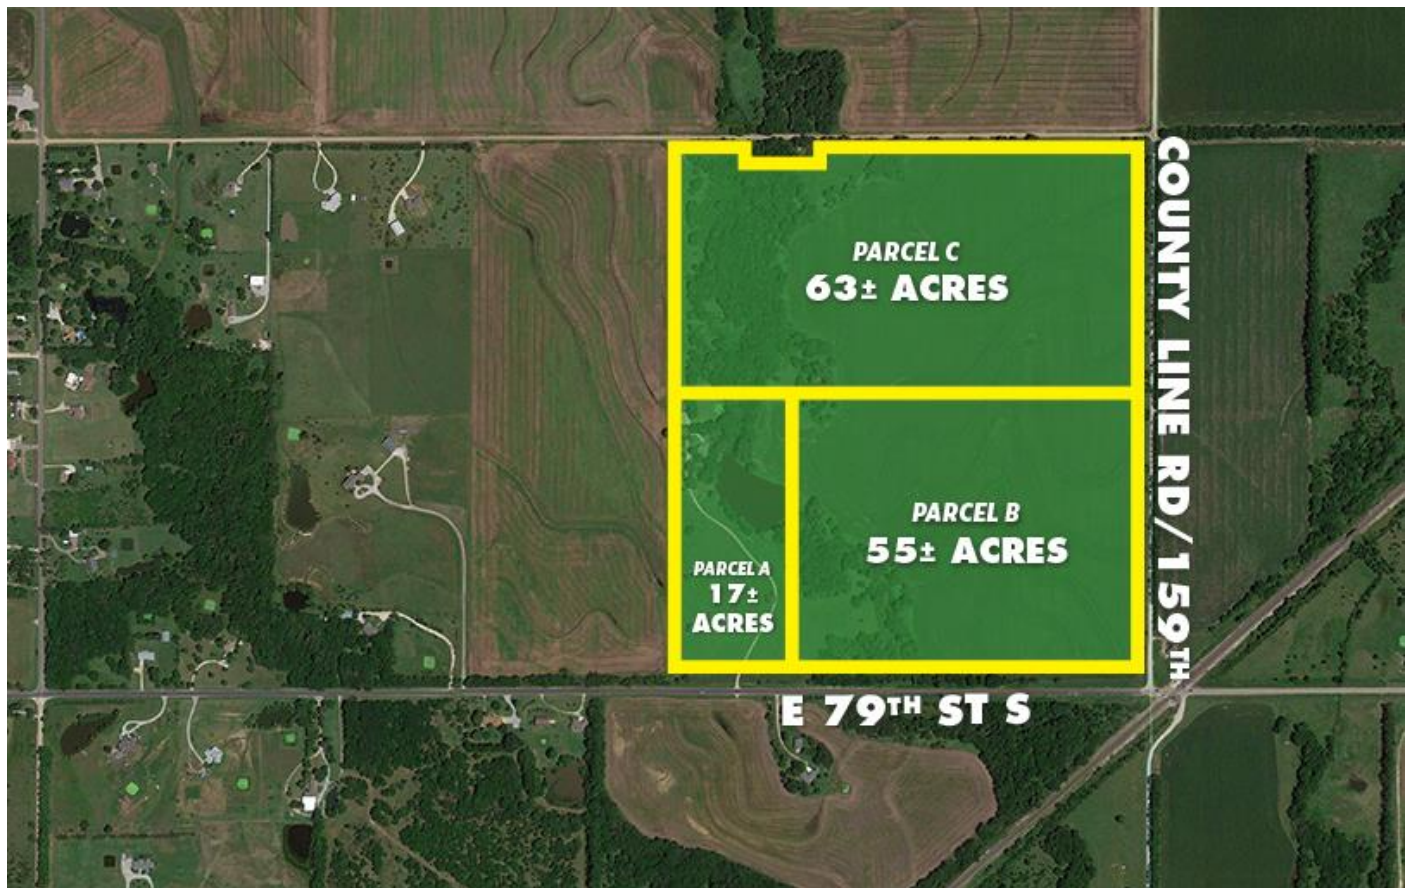 PARCEL C
63± ACRES
COUNTY LINE RD/159TH
PARCEL B
55± ACRES
PARCEL A
17±
ACRES
E 79TH ST S